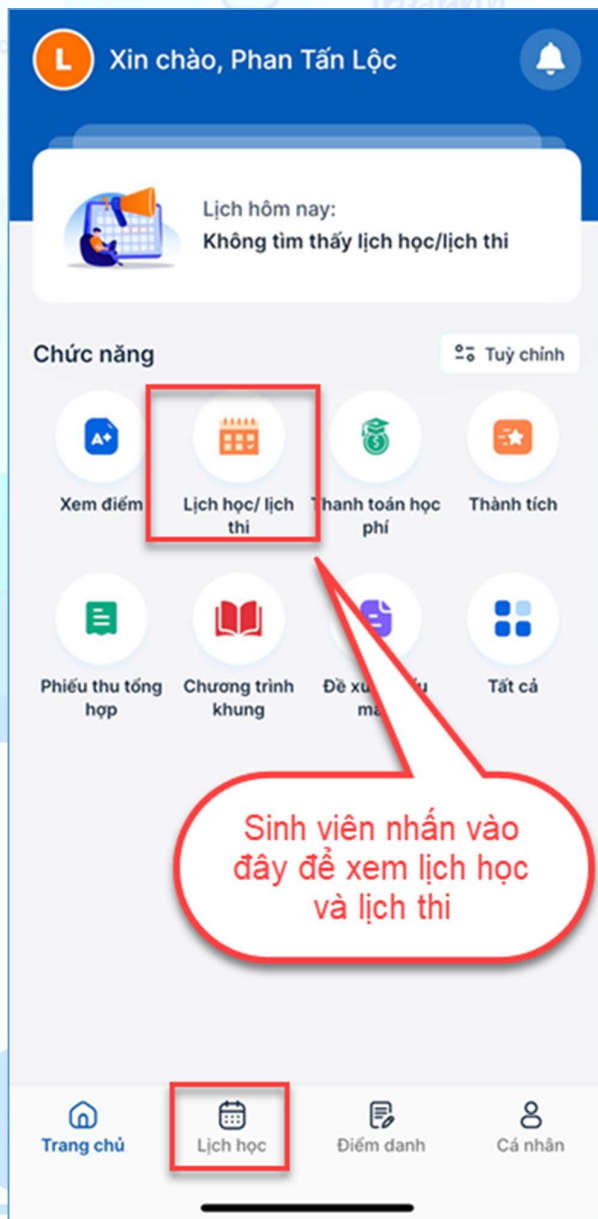 L
Xin chào, Phan Tấn Lộc
Lịch hôm nay:
Không tìm thấy lịch học/lịch thi
Chức năng
Tuỳ chỉnh
A+
Xem điểm
Lịch học/ lịch
thi
Thanh toán học
phí
Thành tích
Phiếu thu tổng
hợp
Chương trình
khung
Đề
Tất cả
Sinh viên nhấn vào
đây để xem lịch học
và lịch thi
Trang chủ
Lịch học
Điểm danh
Cá nhân